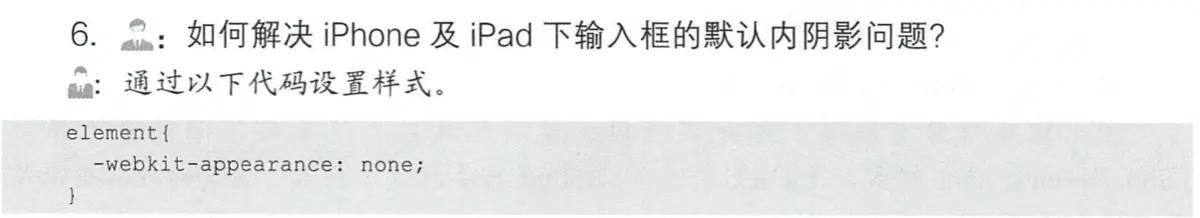 6. ：如何解决 iPhone 及 iPad 下输入框的默认内阴影问题?
：通过以下代码设置样式。
element{
  -webkit-appearance: none;
}